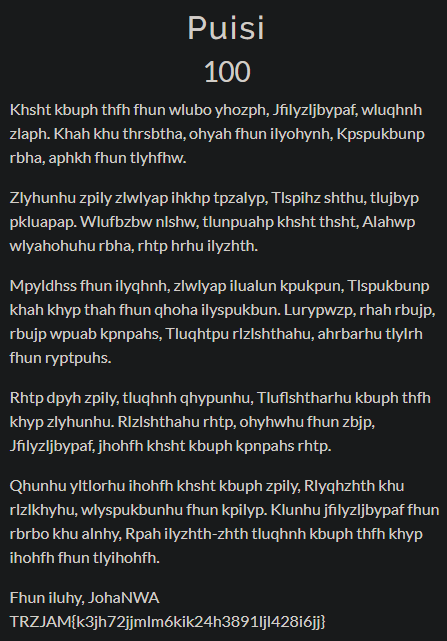 Puisi
100
Khsht kbuph thfh fhun wlubo yhozph, Jfilyzljbypaf, wluqhnh
zlaph. Khah khu thrsbtha, ohyah fhun ilyohynh, Kpspukbunp
rbha, aphkh fhun tlyhfhw.
Zlyhunhu zpily zlwlyap ihkhp tpzalyp, Tlspihz shthu, tlujbyp
pkluapap. Wlufbzbw nlshw, tlunpuahp khsht thsht, Alahwp
wlyahohuhu rbha, rhtp hrhu ilyzhth.
Mpyldhss fhun ilyqhnh, zlwlyap ilualun kpukpun, Tlspukbunp
khah khyp thah fhun qhoha ilyspukbun. Lurypwzp, rhah rbujp,
rbujp wpuab kpnpahs, Tluqhtpu rlzlshthahu, ahrbarhu tlylrh
fhun ryptpuhs.
Rhtp dpyh zpily, tluqhnh qhypunhu, Tluflshtharhu kbuph thfh
khyp zlyhunhu. Rlzlshthahu rhtp, ohyhwhu fhun zbjp,
Jfilyzljbypaf, jhohfh khsht kbuph kpnpahs rhtp.
Qhunhu yltlorhu ihohfh khsht kbuph zpily, Rlyqhzhth khu
rlzlkhyhu, wlyspukbunhu fhun kpilyp. Klunhu jfilyzljbypaf fhun
rbrbo khu alnhy, Rpah ilyzhth-zhth tluqhnh kbuph thfh khyp
ihohfh fhun tlyihohfh.
Fhun iluhy, JohaNWA
TRZJAM{k3jh72jjmlm6kik24h3891ljl428i6jj}